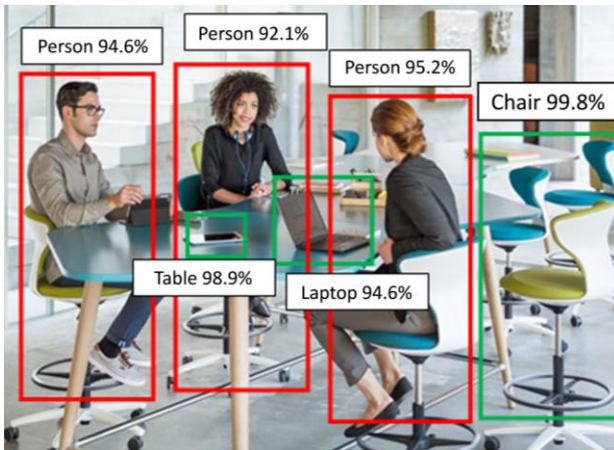 Person 94.6%
Person 92.1%
Person 95.2%
Chair 99.8%
Table 98.9%
Laptop 94.6%